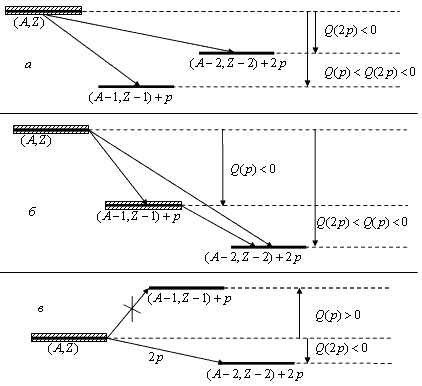 (A,Z)
Q(2p)<0
(A−2,Z−2)+2p
а
Q(p)<Q(2p)<0
(A−1,Z−1)+p
(A,Z)
Q(p)<0
б
(A−1,Z−1)+p
Q(2p)<Q(p)<0
(A−2,Z−2)+2p
в
(A−1,Z−1)+p
Q(p)>0
(A,Z)
2p
Q(2p)<0
(A−2,Z−2)+2p